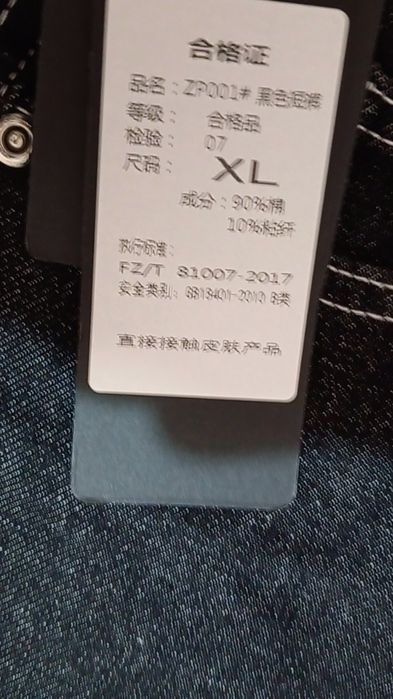 合格证
品名：ZP001# 黑色短裤
等级： 合格品
检验： 07
尺码： XL
成分：90%棉
10%粘纤
执行标准：
FZ/T 81007-2017
安全类别：GB18401-2010 B类
直接接触皮肤产品